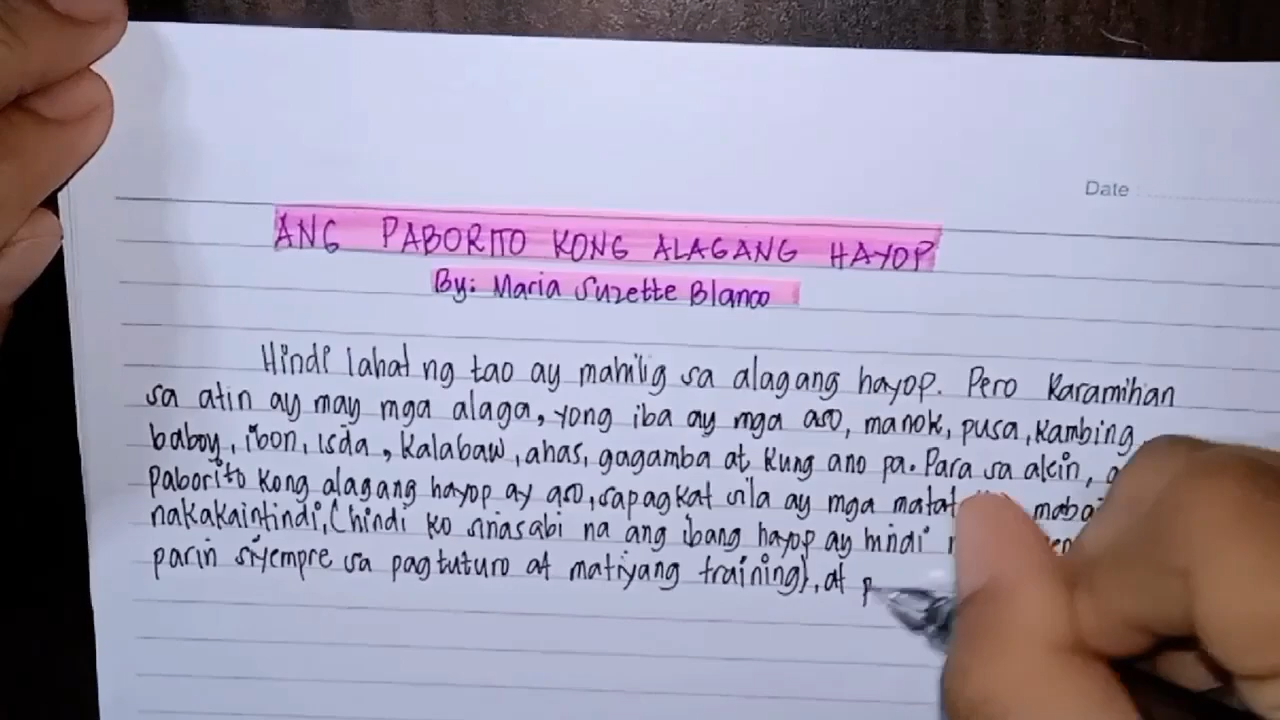 Date
ANG PABORITO KONG ALAGANG HAYOP
By: Maria Suzette Blanco
Hindi lahat ng tao ay mahilig sa alagang hayop. Pero Karamihan
sa atin ay may mga alaga, yong iba ay mga aso, manok, pusa, Kambing
baboy, ibon, isda, Kalabaw, ahas, gagamba at Kung ano pa. Para sa akin,
Paborito Kong alagang hayop ay aso, sapagkat sila ay mga
nakakaintindi, (hindi ko sinasabi na ang ibang hayop ay hindi
parin siyempre sa pagtuturo at matiyang training), at